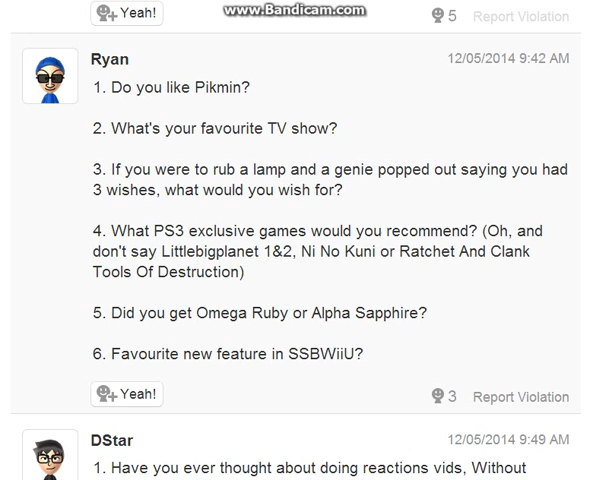 Yeah!
www.Bandicam.com
5
Report Violation
Ryan
12/05/2014 9:42 AM
1. Do you like Pikmin?
2. What's your favourite TV show?
3. If you were to rub a lamp and a genie popped out saying you had
3 wishes, what would you wish for?
4. What PS3 exclusive games would you recommend? (Oh, and
don't say Littlebigplanet 1&2, Ni No Kuni or Ratchet And Clank
Tools Of Destruction)
5. Did you get Omega Ruby or Alpha Sapphire?
6. Favourite new feature in SSBWiiU?
Yeah!
3
Report Violation
DStar
12/05/2014 9:49 AM
1. Have you ever thought about doing reactions vids, Without